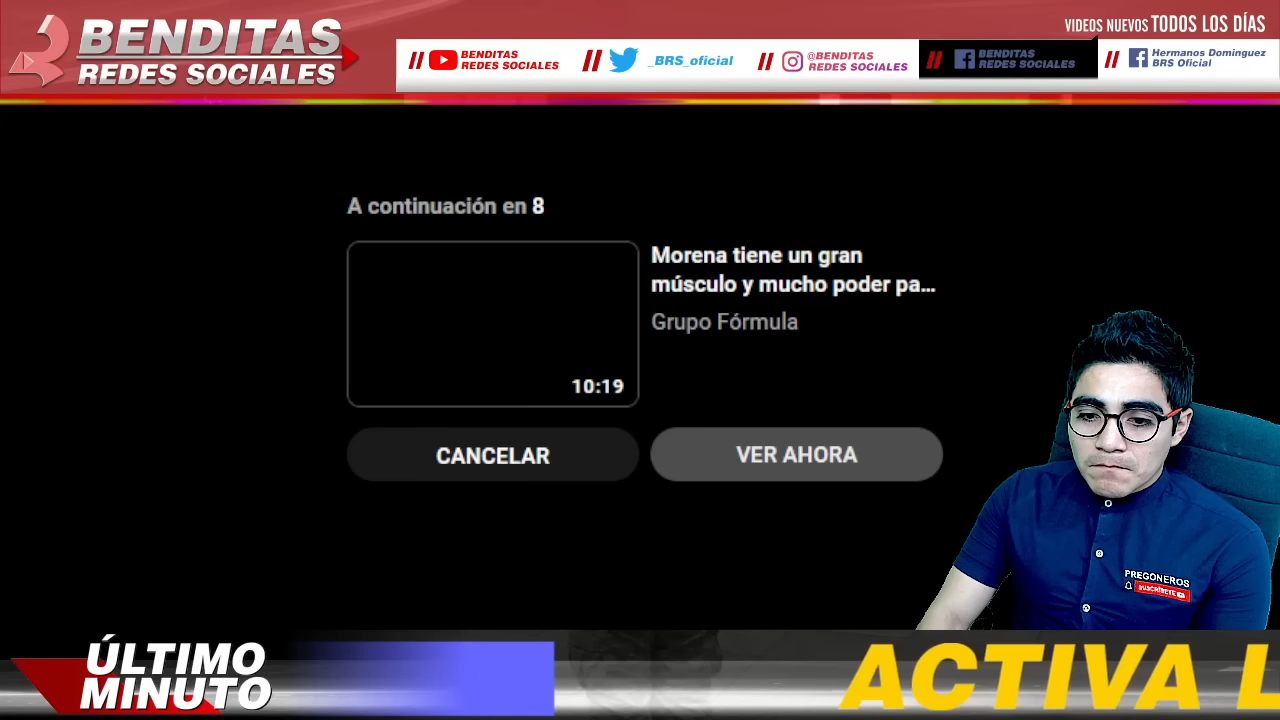 BENDITAS
REDES SOCIALES
VIDEOS NUEVOS TODOS LOS DÍAS
// BENDITAS
REDES SOCIALES
// _BRS_oficial
// @BENDITAS
REDES SOCIALES
// BENDITAS
REDES SOCIALES
// Hermanos Dominguez
BRS Oficial
A continuación en 8
Morena tiene un gran
músculo y mucho poder pa...
Grupo Fórmula
10:19
CANCELAR
VER AHORA
PREGONEROS
SUSCRÍBETE
ÚLTIMO
MINUTO
ACTIVA L